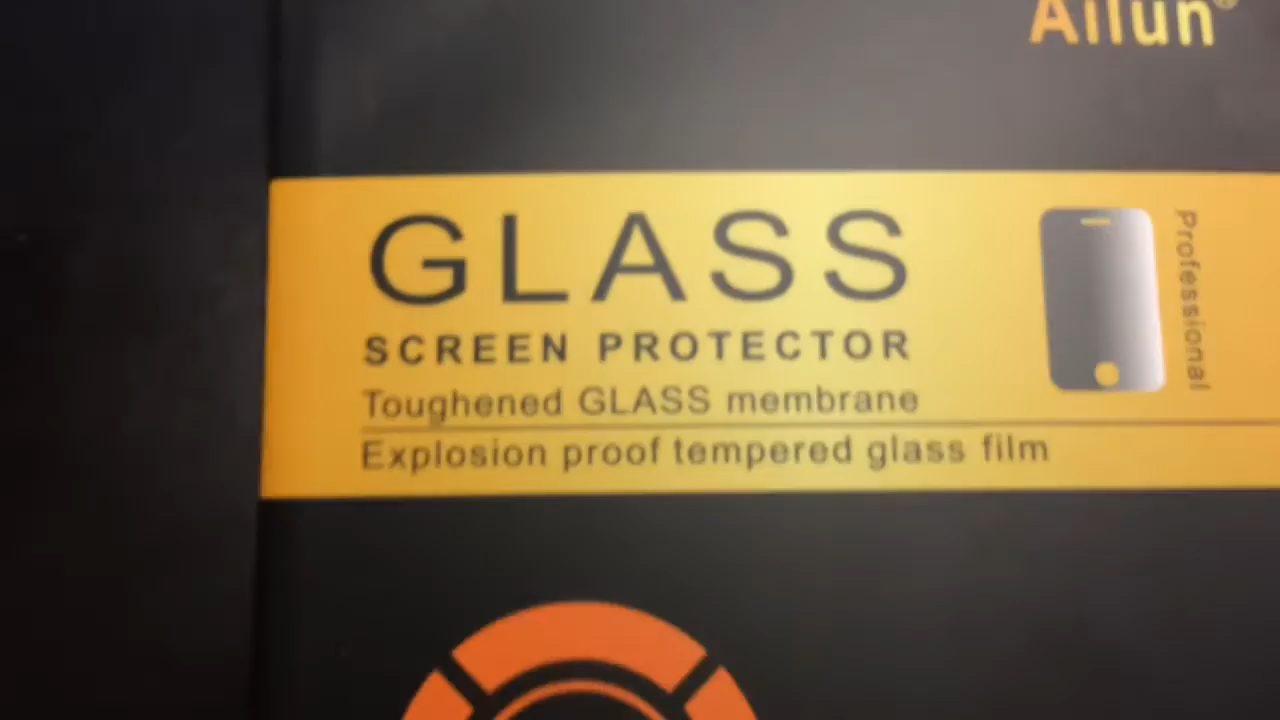 Ailun®
GLASS
SCREEN PROTECTOR
Toughened GLASS membrane
Explosion proof tempered glass film
Professional